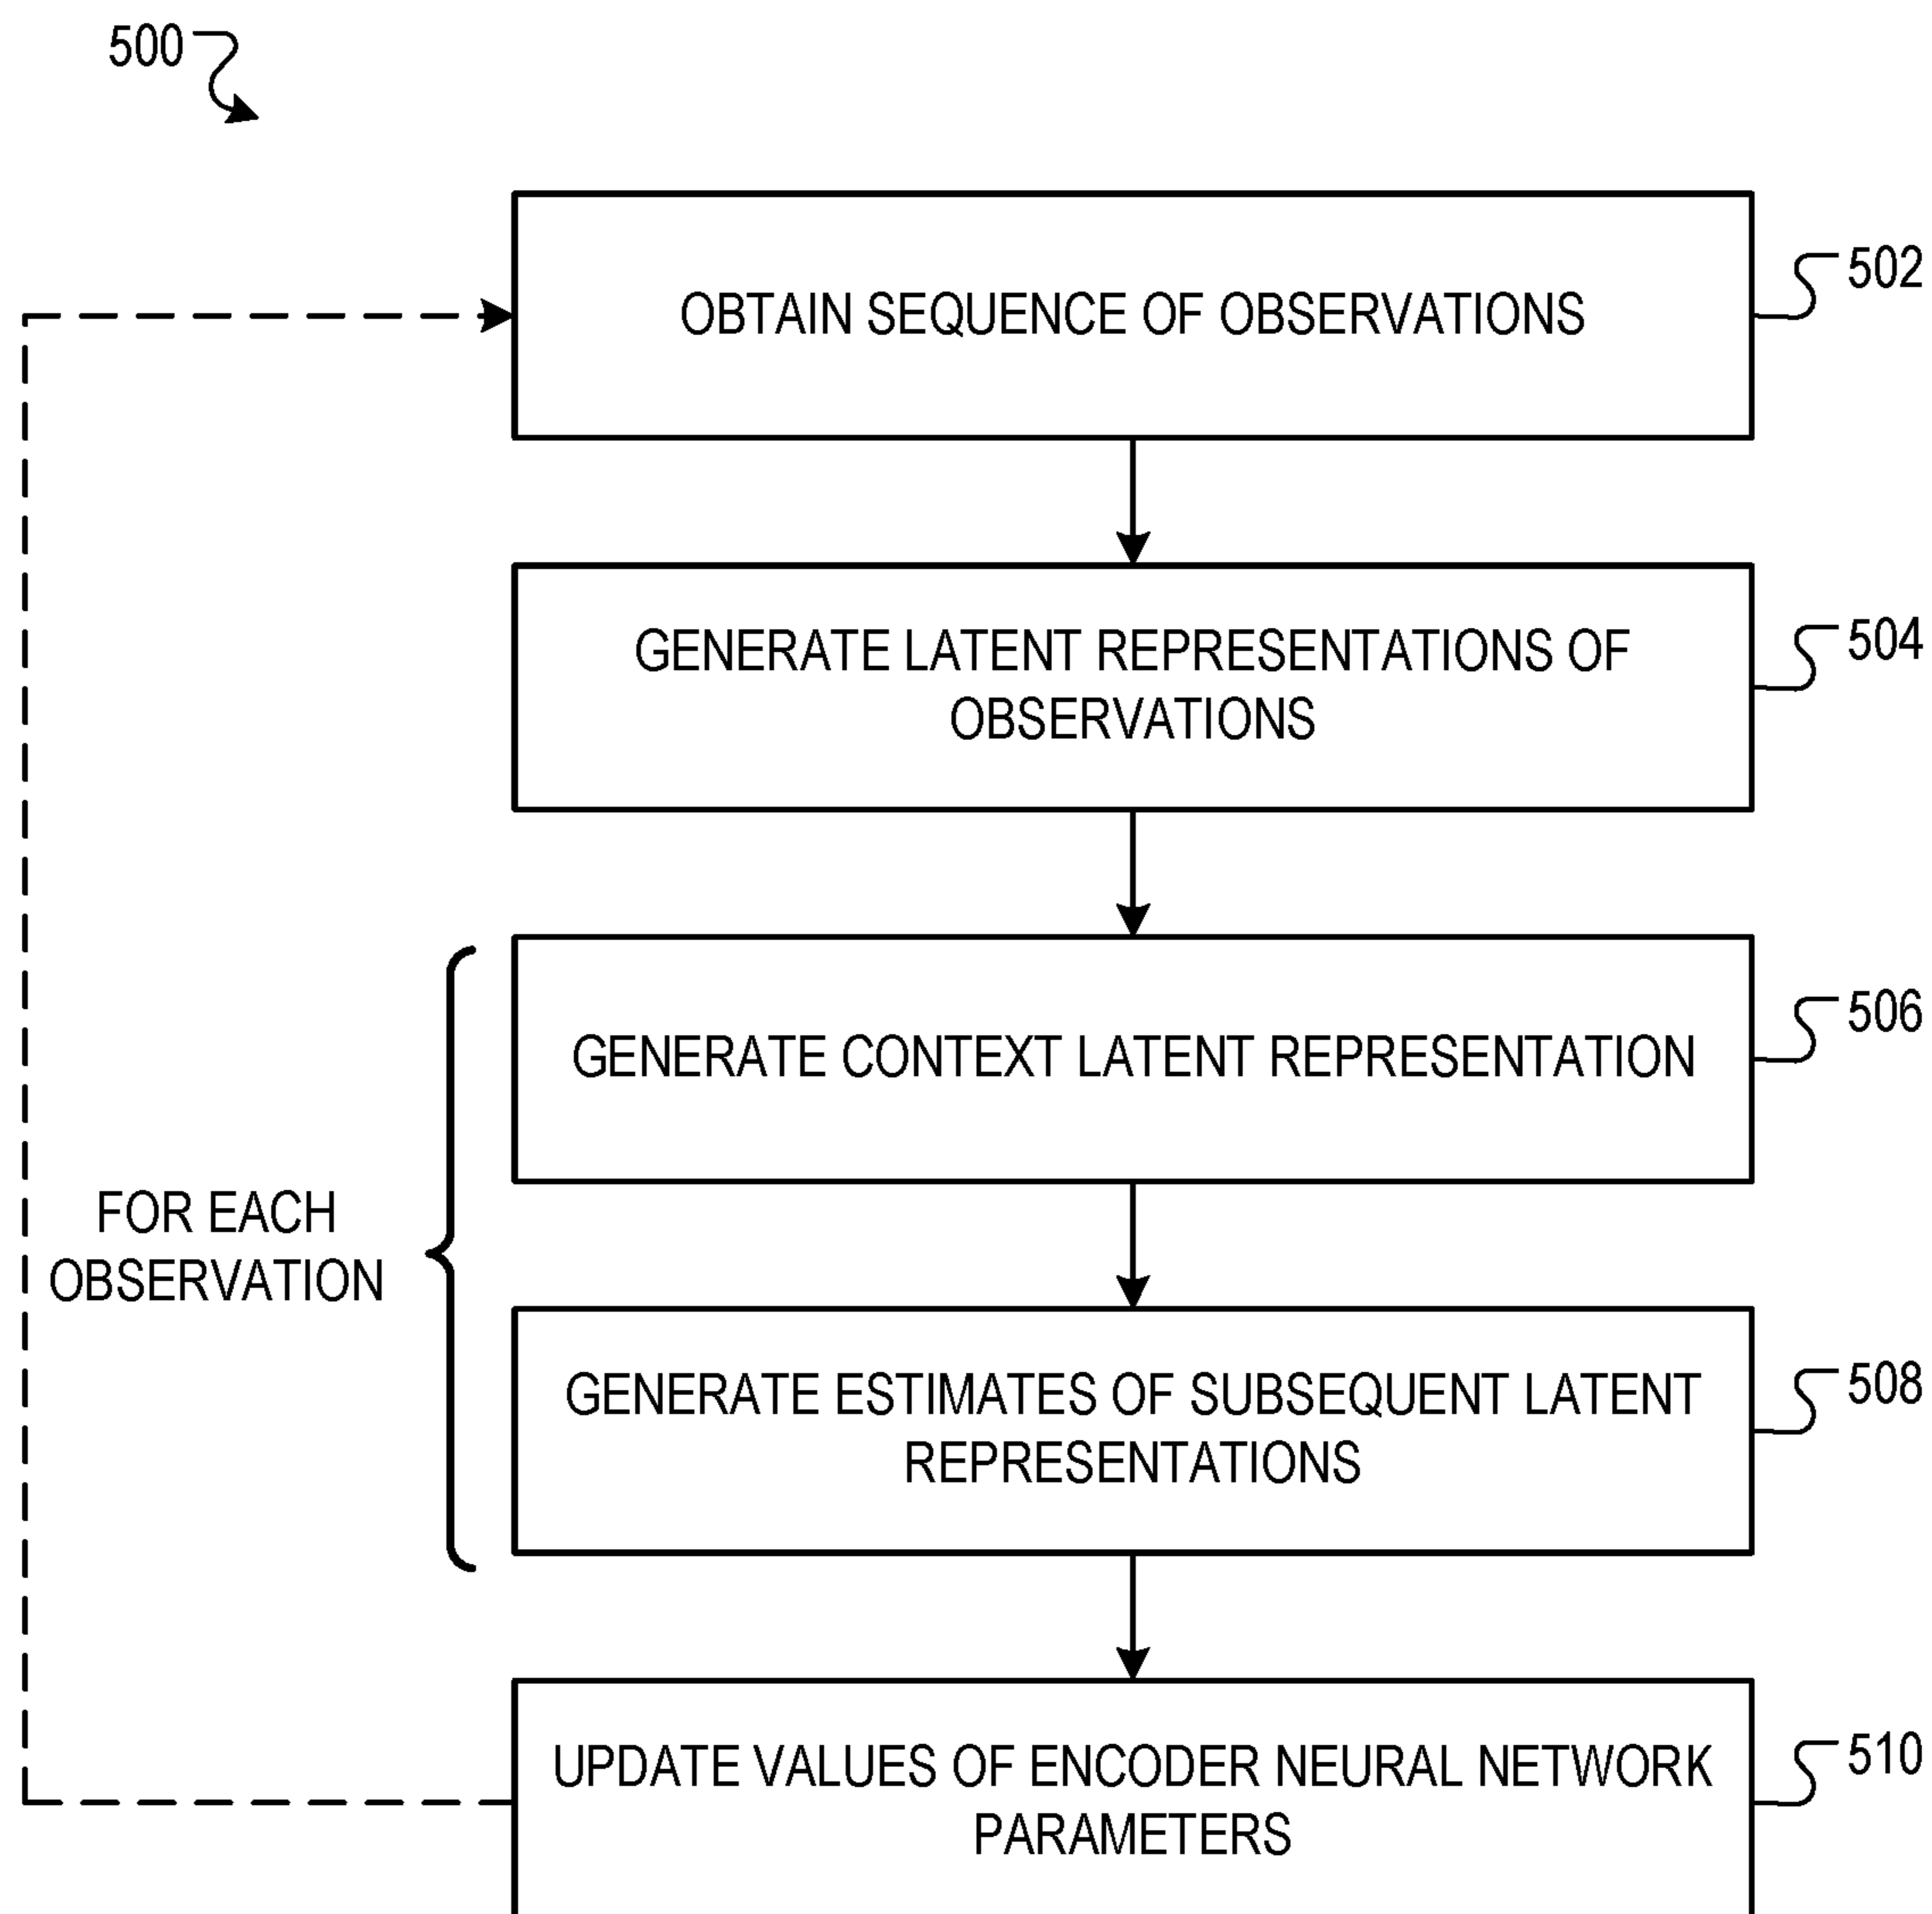 500
OBTAIN SEQUENCE OF OBSERVATIONS
502
GENERATE LATENT REPRESENTATIONS OF
OBSERVATIONS
504
GENERATE CONTEXT LATENT REPRESENTATION
506
FOR EACH
OBSERVATION
GENERATE ESTIMATES OF SUBSEQUENT LATENT
REPRESENTATIONS
508
UPDATE VALUES OF ENCODER NEURAL NETWORK
PARAMETERS
510